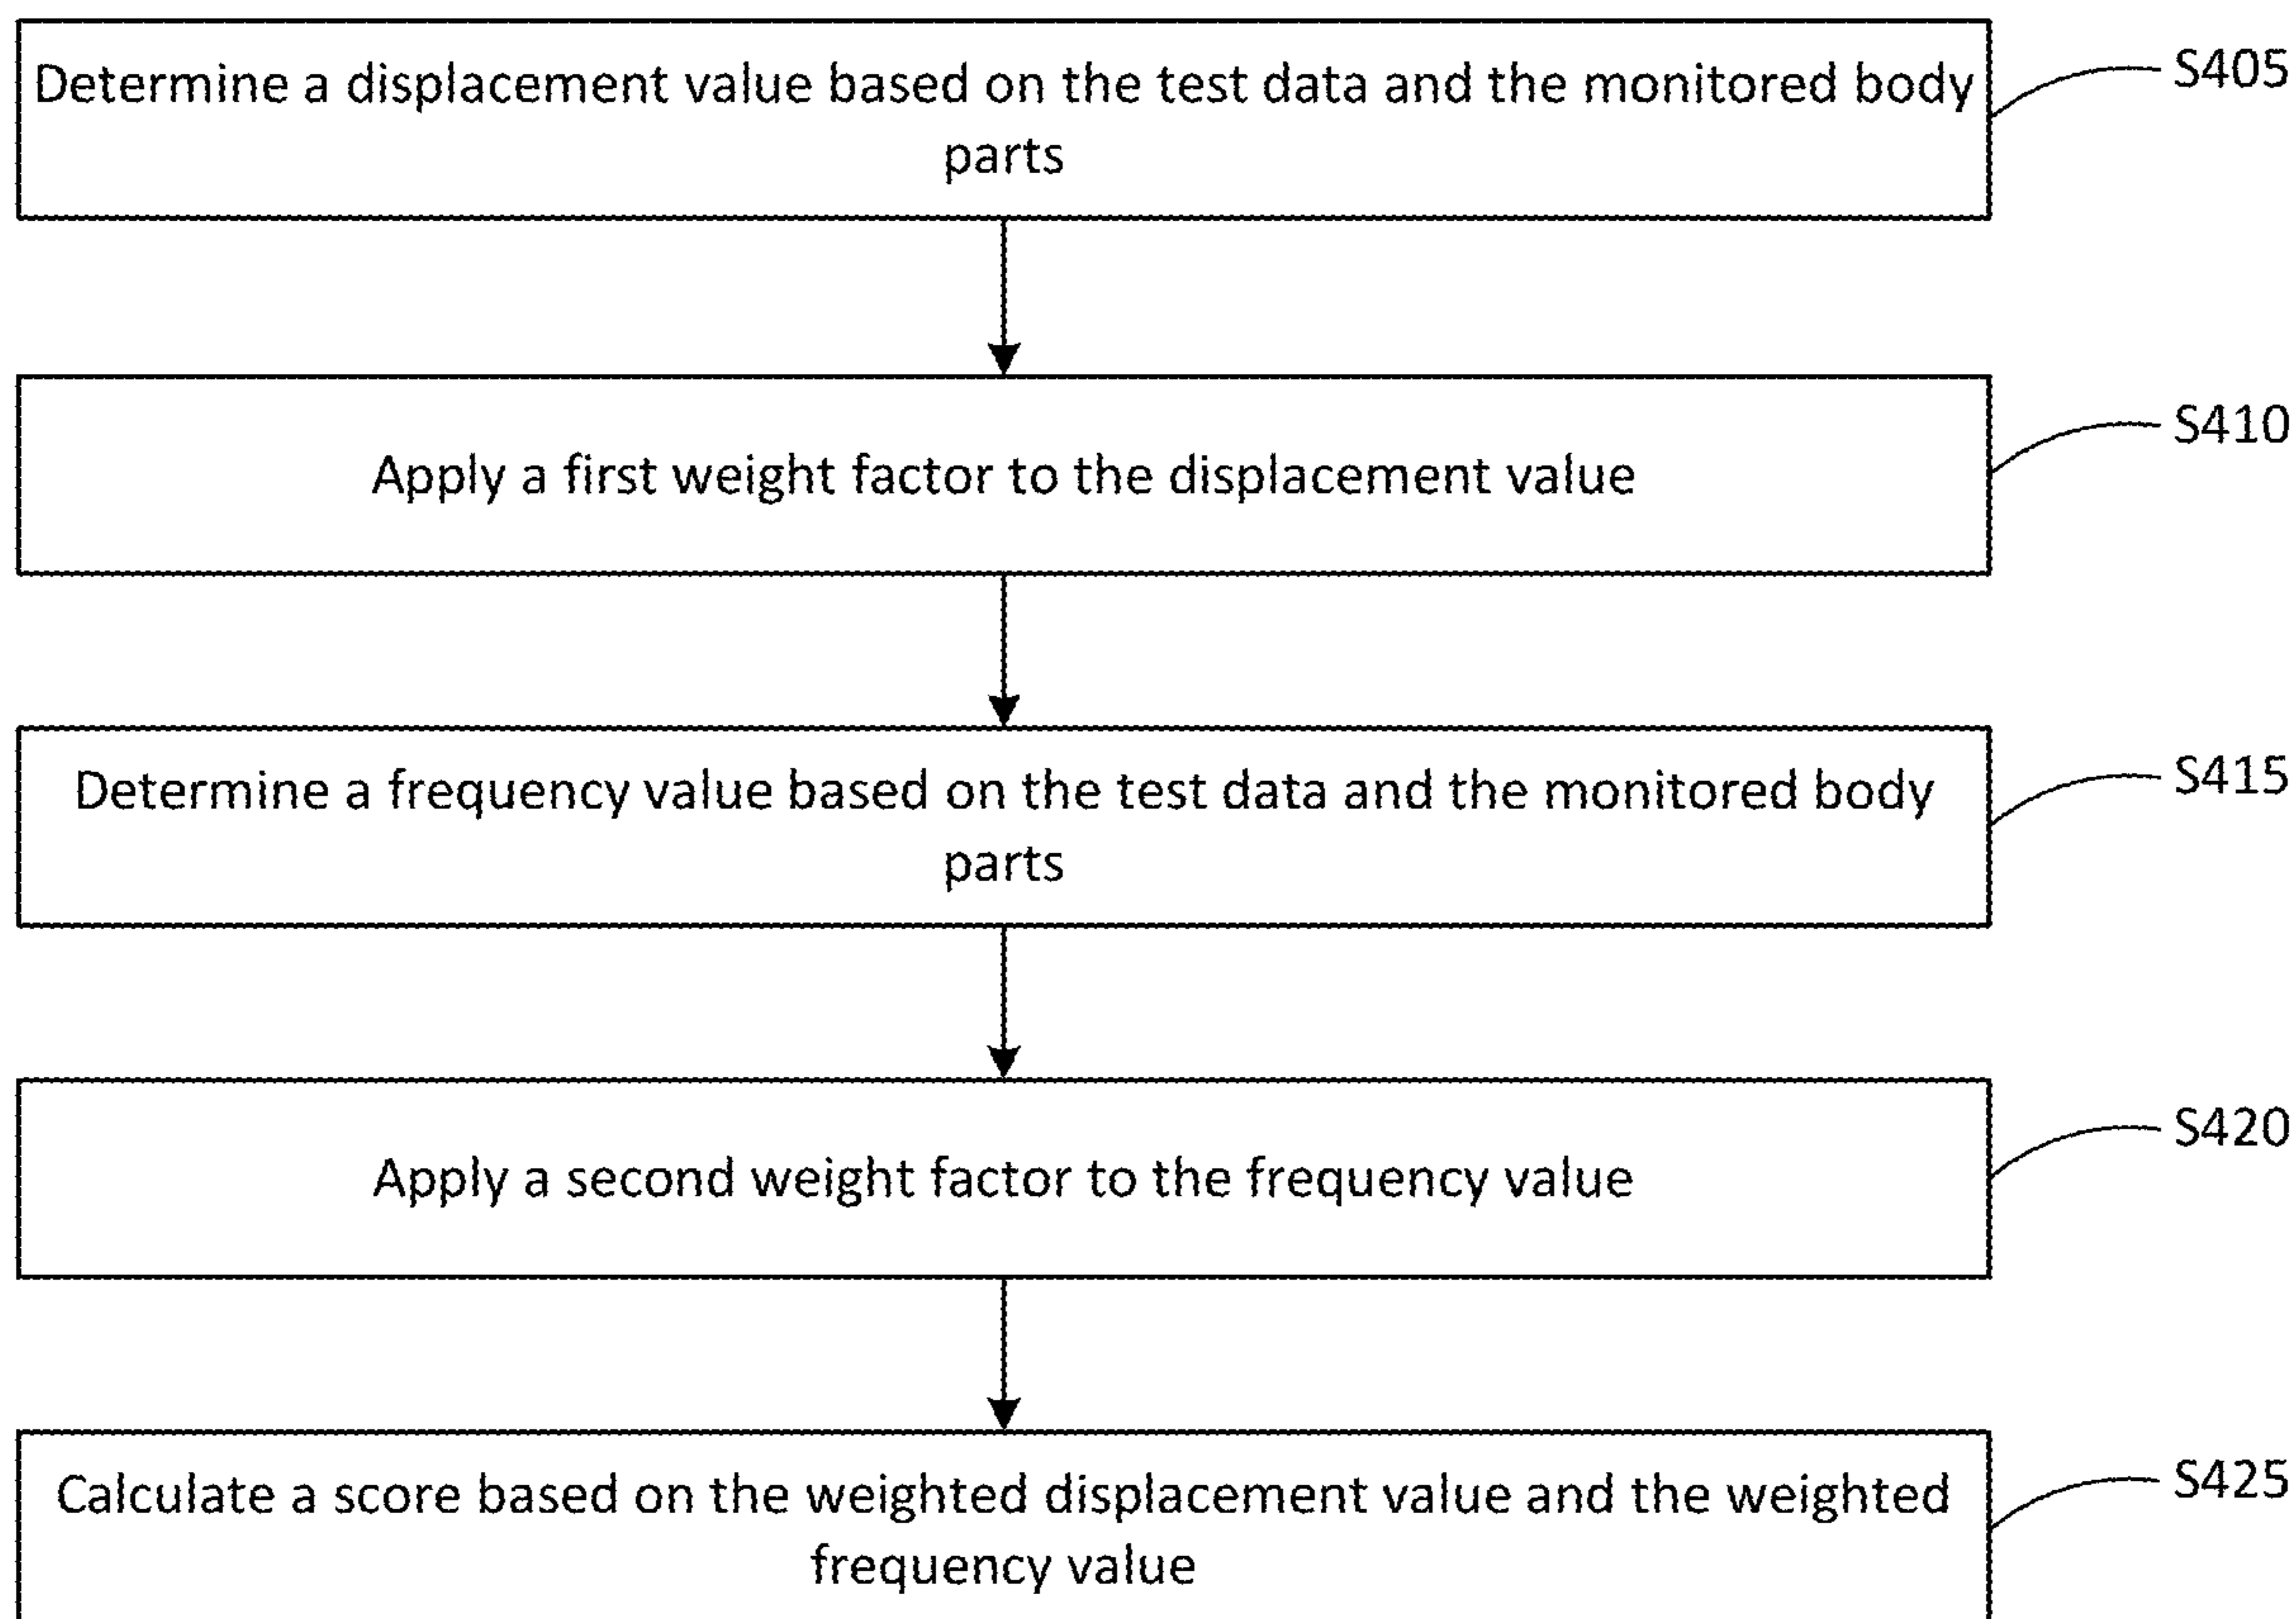 Determine a displacement value based on the test data and the monitored body
parts
S405
Apply a first weight factor to the displacement value
S410
Determine a frequency value based on the test data and the monitored body
parts
S415
Apply a second weight factor to the frequency value
S420
Calculate a score based on the weighted displacement value and the weighted
frequency value
S425